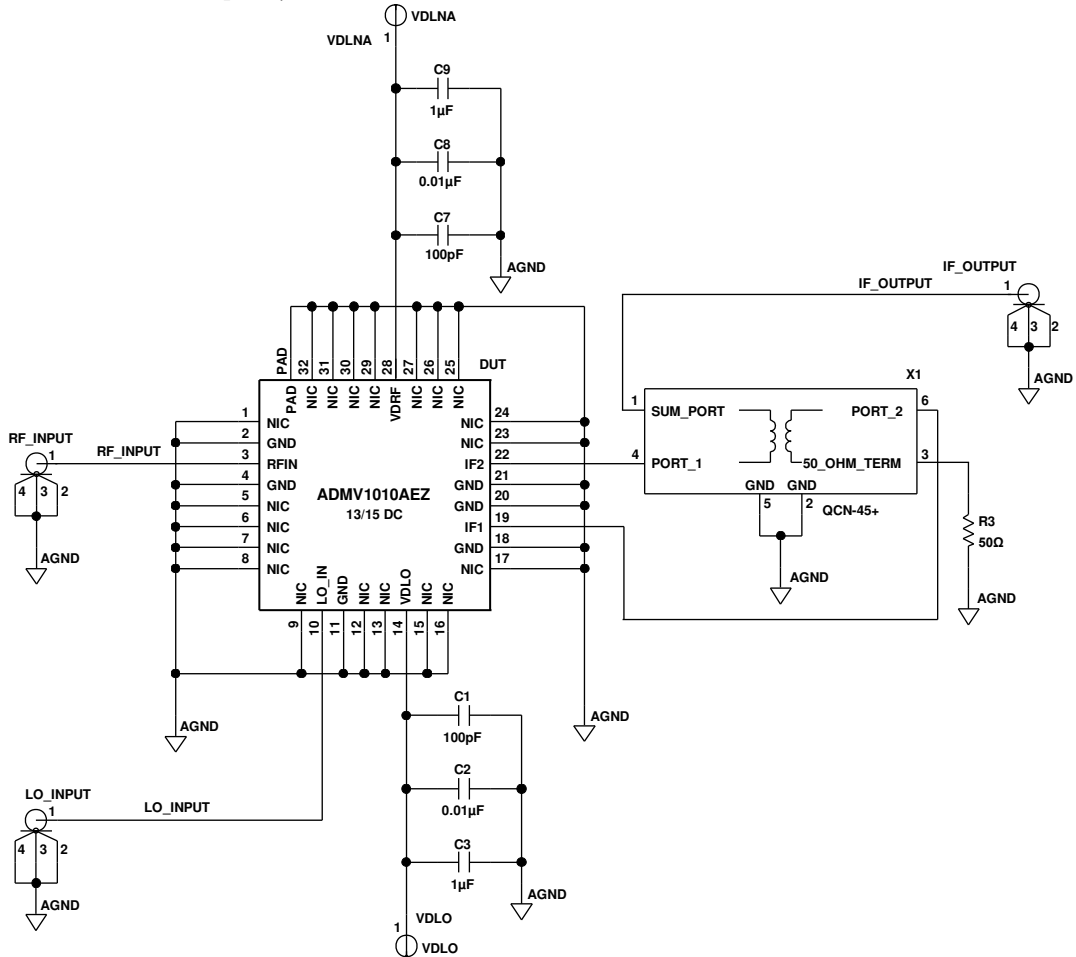 VDLNA
VDLNA 1
C9
1µF
C8
0.01µF
C7
100pF
AGND
IF_OUTPUT
IF_OUTPUT 1
4 3 2
AGND
PAD 32 31 30 29 28 27 26 25 DUT
PAD NIC NIC NIC NIC VDRF NIC NIC NIC
1 NIC
2 GND
3 RFIN
4 GND
5 NIC
6 NIC
7 NIC
8 NIC
RF_INPUT
1 RF_INPUT
4 3 2
AGND
ADMV1010AEZ
13/15 DC
NIC 24
NIC 23
IF2 22
GND 21
GND 20
IF1 19
GND 18
NIC 17
NIC LO_IN GND NIC NIC VDLO NIC NIC
9 10 11 12 13 14 15 16
X1
1 SUM_PORT PORT_2 6
4 PORT_1 50_OHM_TERM 3
GND GND
5 2 QCN-45+
AGND
R3
50Ω
AGND
AGND
AGND
C1
100pF
C2
0.01µF
C3
1µF
AGND
LO_INPUT
1 LO_INPUT
4 3 2
AGND
VDLO
1
VDLO